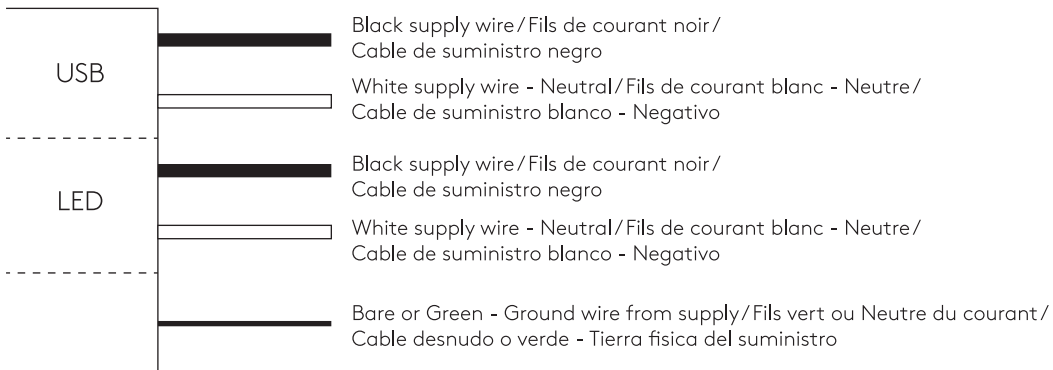 Black supply wire/Fils de courant noir/
Cable de suministro negro
USB
White supply wire - Neutral/Fils de courant blanc - Neutre/
Cable de suministro blanco - Negativo
Black supply wire/Fils de courant noir/
Cable de suministro negro
LED
White supply wire - Neutral/Fils de courant blanc - Neutre/
Cable de suministro blanco - Negativo
Bare or Green - Ground wire from supply/Fils vert ou Neutre du courant/
Cable desnudo o verde - Tierra fisica del suministro